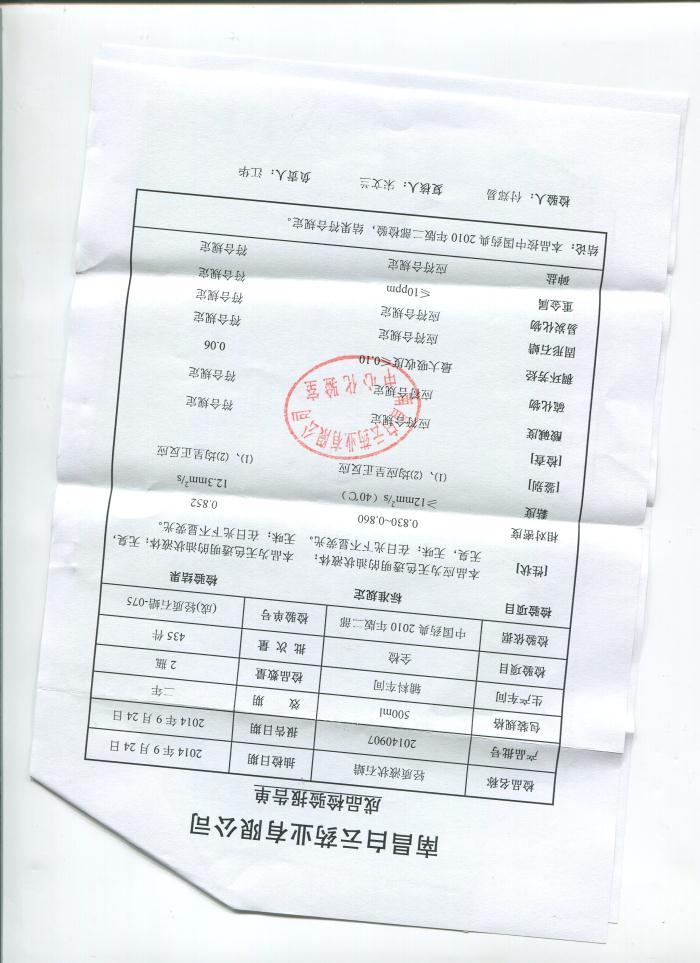 南昌白云药业有限公司
成品检验报告单
检品名称 轻质液状石蜡 抽检日期 2014年9月24日
产品批号 20140907 报告日期 2014年9月24日
包装规格 500ml 效 期 二年
生产车间 辅料车间 检品数量 2瓶
检验项目 全检 批 次 量 435件
检验依据 中国药典2010年版二部 检验单号 (成)轻质石蜡-075
检验项目 标准规定 检验结果
[性状] 本品应为无色透明的油状液体; 本品为无色透明的油状液体;无臭,
无臭,无味;在日光下不显荧光。 无味;在日光下不显荧光。
相对密度 0.830~0.860 0.852
黏度 ≥12mm²/s(40℃) 12.3mm²/s
[鉴别] ⑴、⑵均应呈正反应 ⑴、⑵均呈正反应
[检查]
酸碱度 应符合规定 符合规定
硫化物 应符合规定 符合规定
稠环芳烃 最大吸收度≤0.10 0.06
固形石蜡 应符合规定 符合规定
易炭化物 应符合规定 符合规定
重金属 ≤10ppm 符合规定
砷盐 应符合规定 符合规定
结论:本品按中国药典2010年版二部检验,结果符合规定。
检验人:付郑易 复核人:宋文兰 负责人:江华
白云药业有限公司
中心化验室